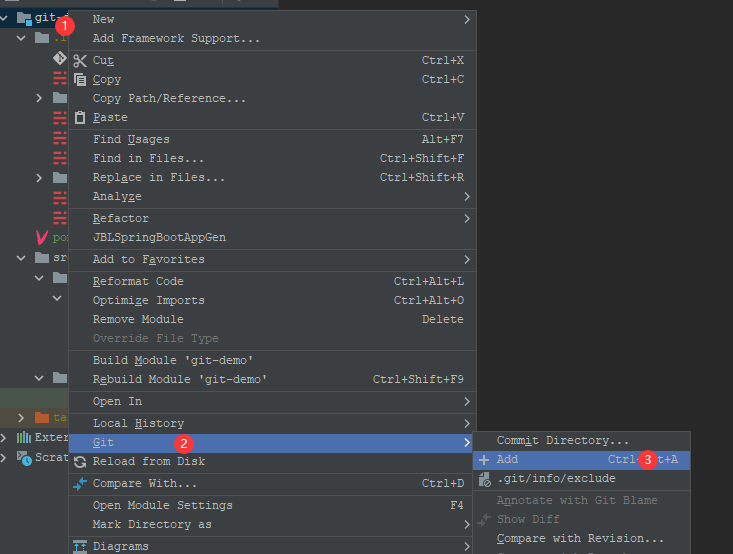 git
1
New
Add Framework Support...
Cut Ctrl+X
Copy Ctrl+C
Copy Path/Reference...
Paste Ctrl+V
Find Usages Alt+F7
Find in Files... Ctrl+Shift+F
Replace in Files... Ctrl+Shift+R
Analyze
Refactor
JBLSpringBootAppGen
Add to Favorites
Reformat Code Ctrl+Alt+L
Optimize Imports Ctrl+Alt+O
Remove Module Delete
Override File Type
Build Module 'git-demo'
Rebuild Module 'git-demo' Ctrl+Shift+F9
Open In
Local History
Git 2
Reload from Disk
Compare With... Ctrl+D
Open Module Settings F4
Mark Directory as
Diagrams
po
sr
ta
Exter
Scrat
Commit Directory...
Add Ctrl 3 t+A
.git/info/exclude
Annotate with Git Blame
Show Diff
Compare with Revision...